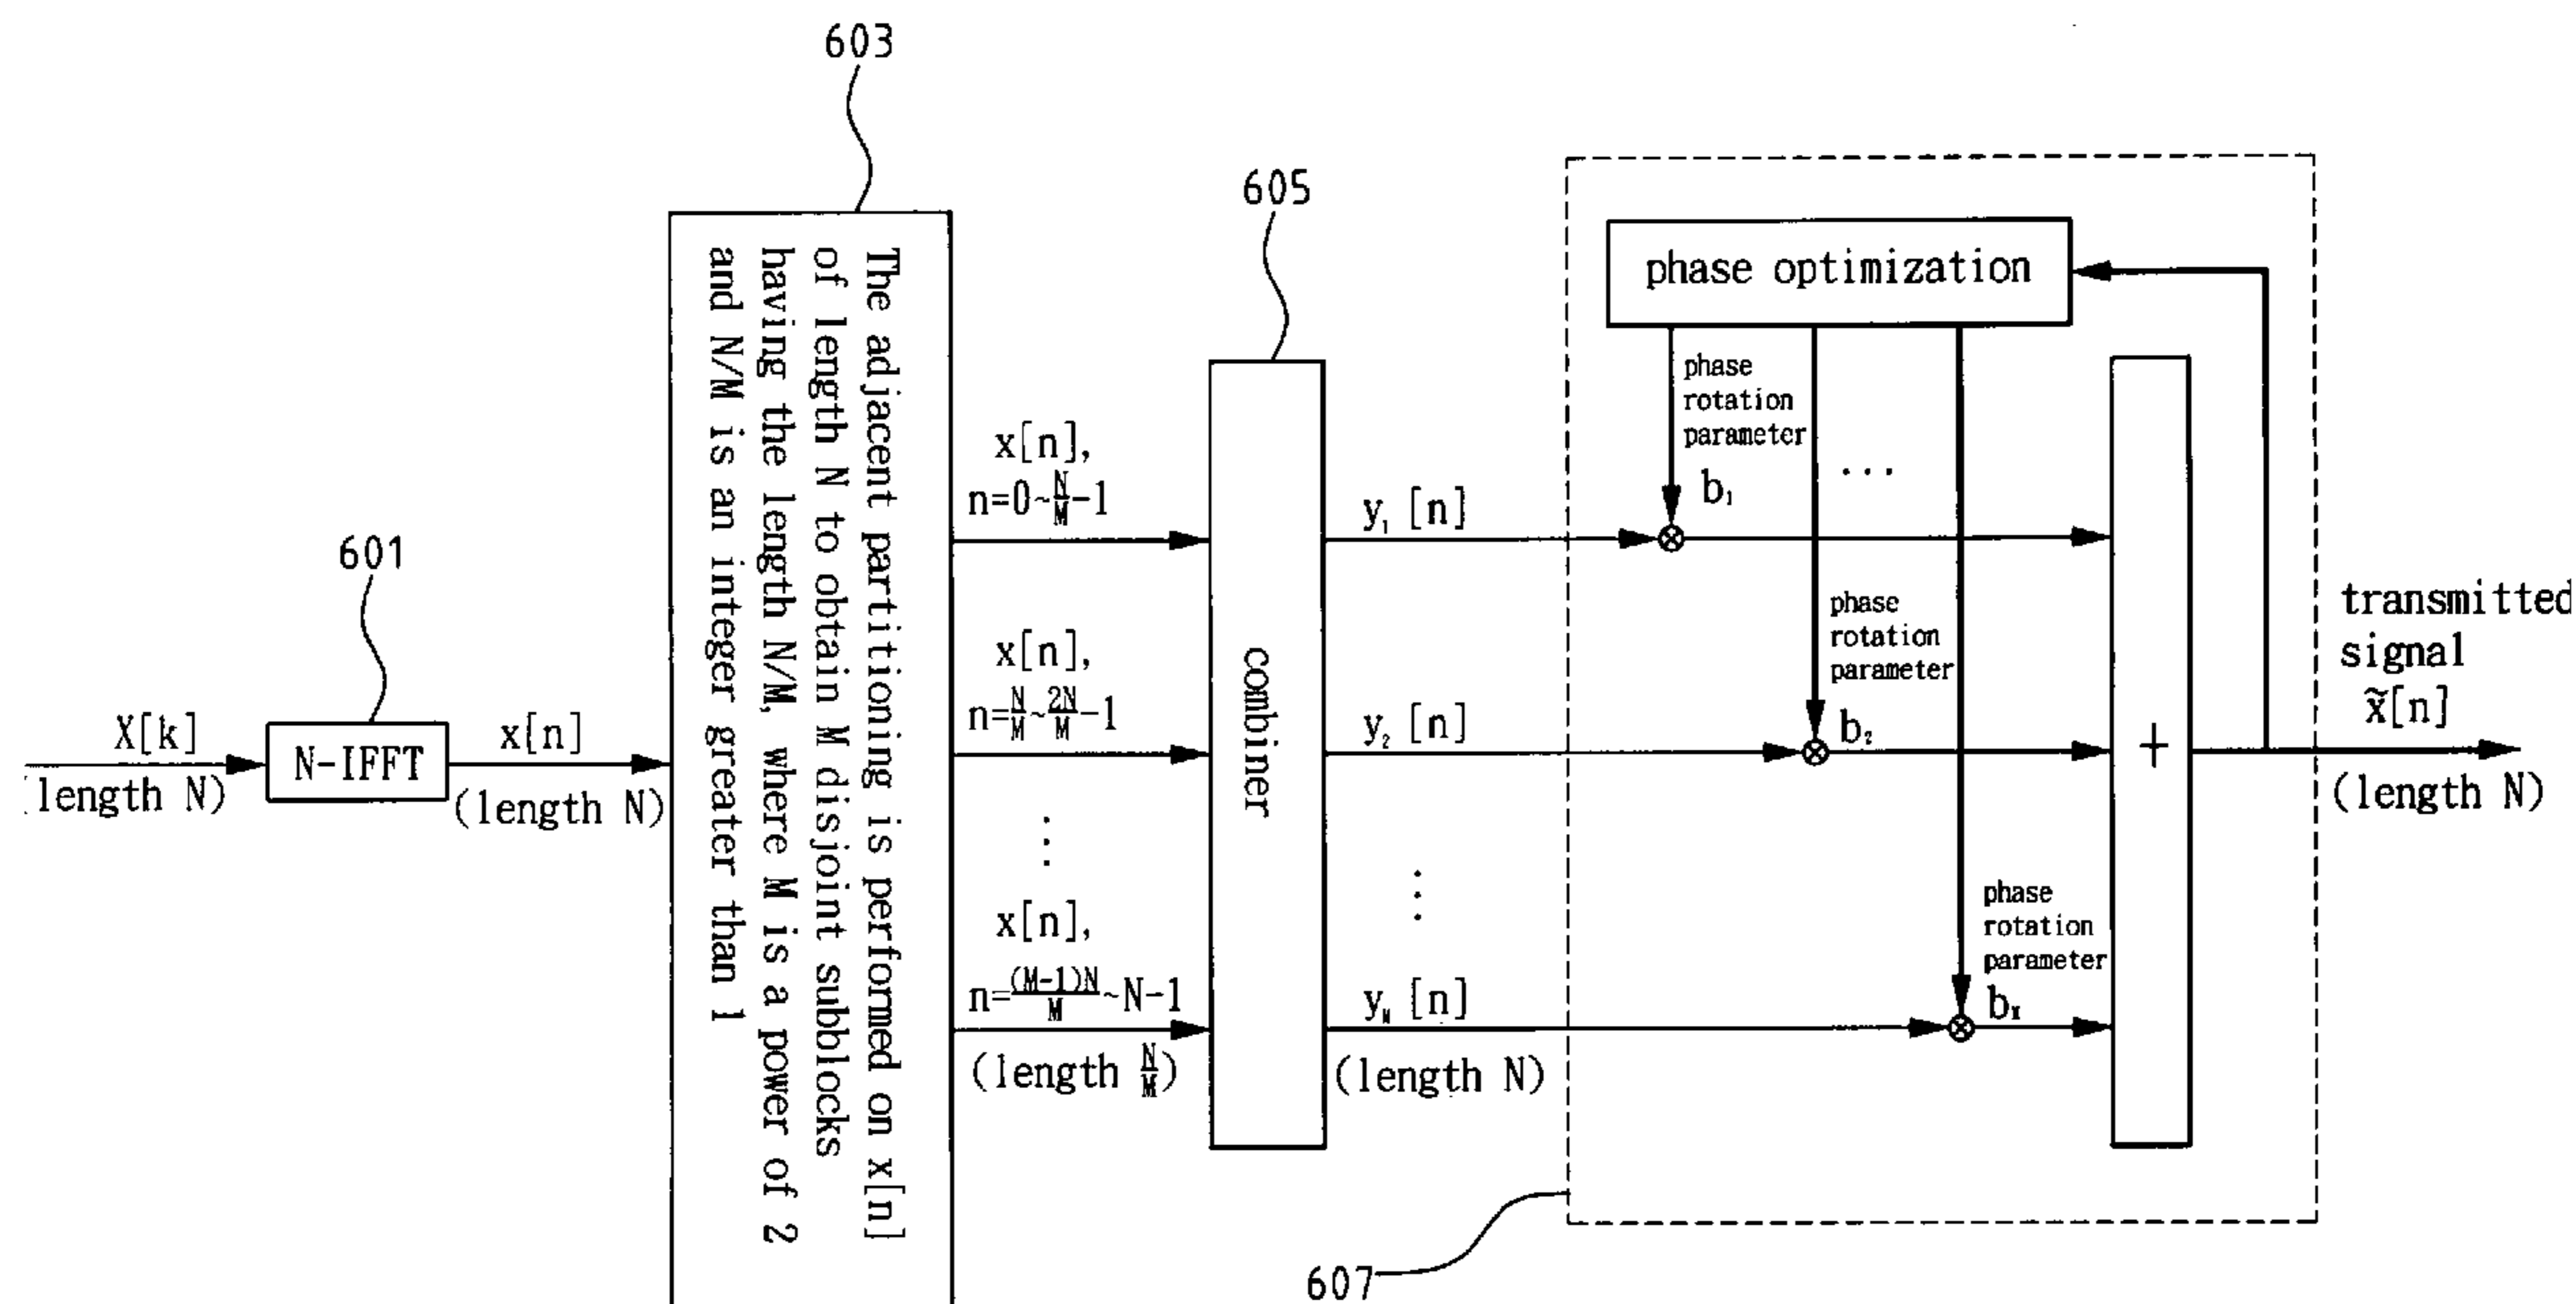 603
605
601
607
X[k]
(length N)
N-IFFT
x[n]
(length N)
The adjacent partitioning is performed on x[n]
of length N to obtain M disjoint subblocks
having the length N/M, where M is a power of 2
and N/M is an integer greater than 1
x[n],
n=0~N/M-1
x[n],
n=N/M~2N/M-1
⋮
x[n],
n=(M-1)N/M~N-1
(length N/M)
combiner
y₁ [n]
y₂ [n]
⋮
y_M [n]
(length N)
phase optimization
phase
rotation
parameter
b₁
...
phase
rotation
parameter
b₂
phase
rotation
parameter
b_M
+
transmitted
signal
x̃[n]
(length N)